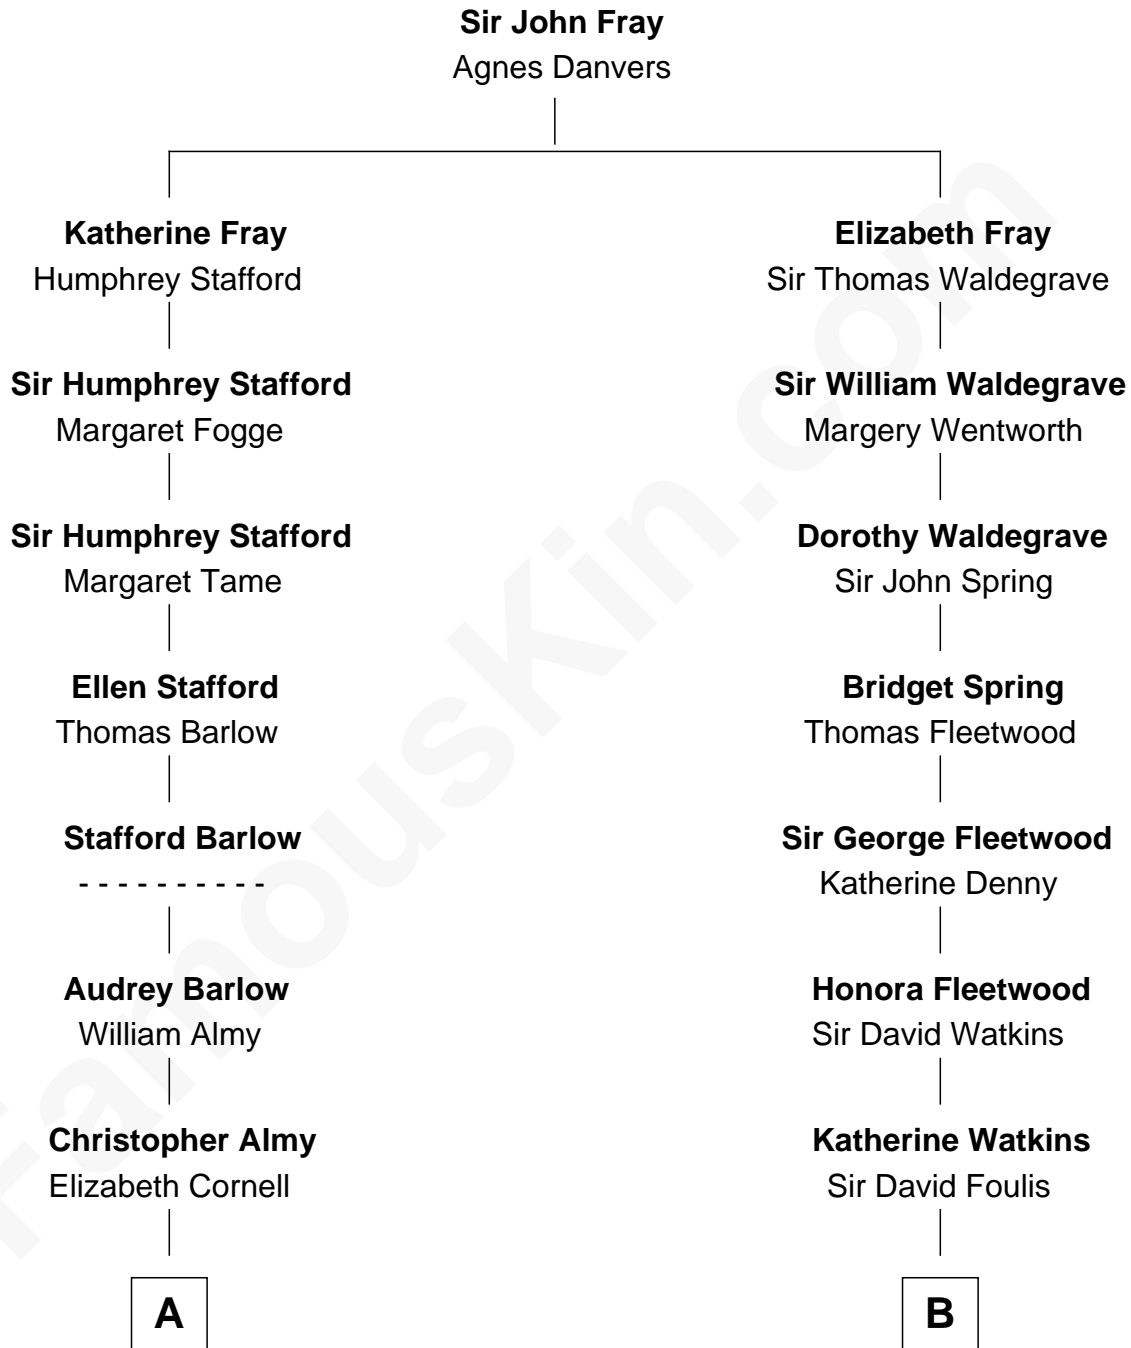 Sir John Fray
Agnes Danvers
Katherine Fray
Humphrey Stafford
Elizabeth Fray
Sir Thomas Waldegrave
Sir Humphrey Stafford
Margaret Fogge
Sir William Waldegrave
Margery Wentworth
Sir Humphrey Stafford
Margaret Tame
Dorothy Waldegrave
Sir John Spring
Ellen Stafford
Thomas Barlow
Bridget Spring
Thomas Fleetwood
Stafford Barlow
- - - - - - - - - -
Sir George Fleetwood
Katherine Denny
Audrey Barlow
William Almy
Honora Fleetwood
Sir David Watkins
Christopher Almy
Elizabeth Cornell
Katherine Watkins
Sir David Foulis
A
B
FamousKin.com